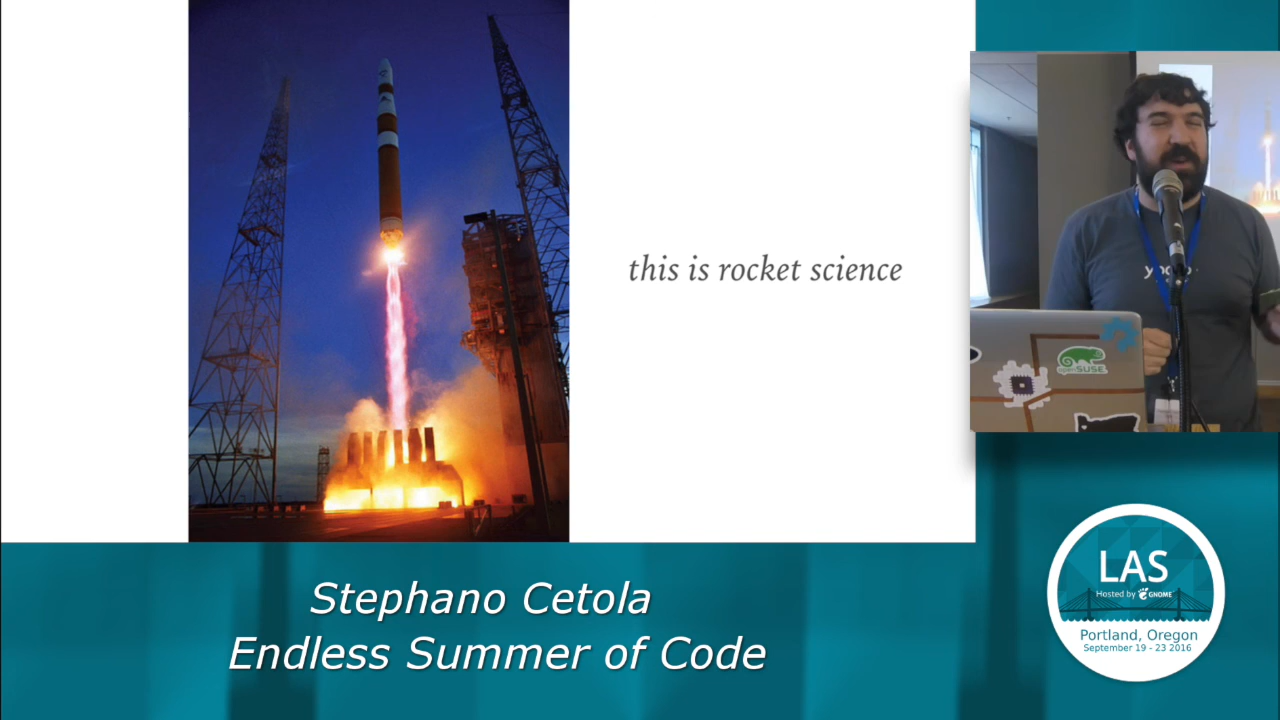 this is rocket science
openSUSE
Stephano Cetola
Endless Summer of Code
LAS
Hosted by GNOME
Portland, Oregon
September 19 - 23 2016